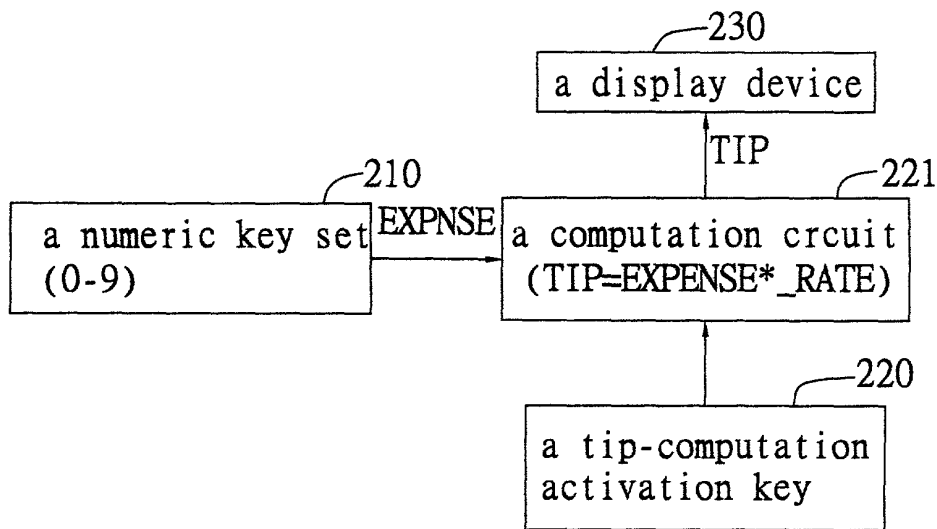 230
a display device
TIP
210
221
a numeric key set
(0-9)
EXPNSE
a computation crcuit
(TIP=EXPENSE*_RATE)
220
a tip-computation
activation key